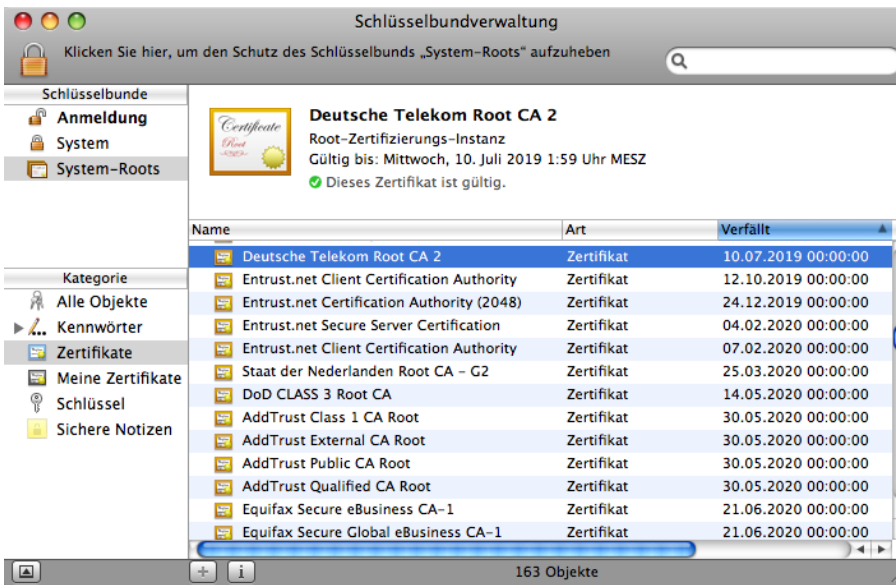 Schlüsselbundverwaltung
Klicken Sie hier, um den Schutz des Schlüsselbunds „System-Roots“ aufzuheben
Schlüsselbunde
Anmeldung
System
System-Roots
Kategorie
Alle Objekte
Kennwörter
Zertifikate
Meine Zertifikate
Schlüssel
Sichere Notizen
Certificate
Root
Deutsche Telekom Root CA 2
Root-Zertifizierungs-Instanz
Gültig bis: Mittwoch, 10. Juli 2019 1:59 Uhr MESZ
Dieses Zertifikat ist gültig.
Name Art Verfällt
Deutsche Telekom Root CA 2 Zertifikat 10.07.2019 00:00:00
Entrust.net Client Certification Authority Zertifikat 12.10.2019 00:00:00
Entrust.net Certification Authority (2048) Zertifikat 24.12.2019 00:00:00
Entrust.net Secure Server Certification Zertifikat 04.02.2020 00:00:00
Entrust.net Client Certification Authority Zertifikat 07.02.2020 00:00:00
Staat der Nederlanden Root CA - G2 Zertifikat 25.03.2020 00:00:00
DoD CLASS 3 Root CA Zertifikat 14.05.2020 00:00:00
AddTrust Class 1 CA Root Zertifikat 30.05.2020 00:00:00
AddTrust External CA Root Zertifikat 30.05.2020 00:00:00
AddTrust Public CA Root Zertifikat 30.05.2020 00:00:00
AddTrust Qualified CA Root Zertifikat 30.05.2020 00:00:00
Equifax Secure eBusiness CA-1 Zertifikat 21.06.2020 00:00:00
Equifax Secure Global eBusiness CA-1 Zertifikat 21.06.2020 00:00:00
163 Objekte